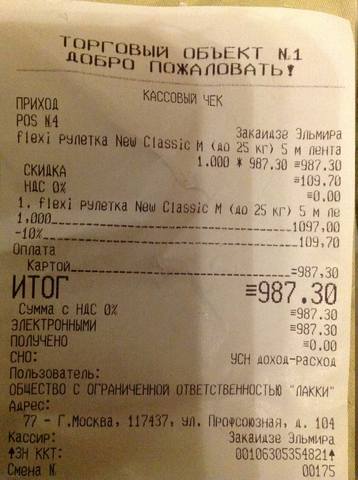 ТОРГОВЫЙ ОБЪЕКТ №1
ДОБРО ПОЖАЛОВАТЬ!
КАССОВЫЙ ЧЕК
ПРИХОД
POS №4 Закаидзе Эльмира
flexi рулетка New Classic M (до 25 кг) 5 м лента
1.000 * 987.30 =987.30
СКИДКА =109.70
НДС 0% =0.00
1. flexi рулетка New Classic M (до 25 кг) 5 м ле
1.000 1097,00
-10% 109,70
Оплата
Картой =987,30
ИТОГ =987.30
Сумма с НДС 0% =987.30
ЭЛЕКТРОННЫМИ =987.30
ПОЛУЧЕНО =0.00
СНО: УСН доход-расход
Пользователь:
ОБЩЕСТВО С ОГРАНИЧЕННОЙ ОТВЕТСТВЕННОСТЬЮ "ЛАККИ"
Адрес:
77 - Г.Москва, 117437, ул. Профсоюзная, д. 104
Кассир: Закаидзе Эльмира
↑ЗН ККТ: 00106305354821↑
Смена № 00175